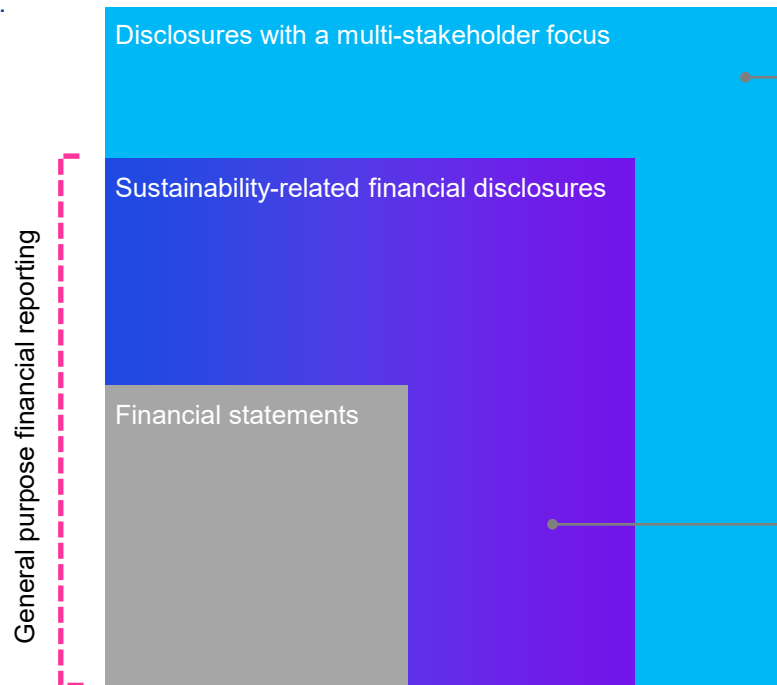 .
Disclosures with a multi-stakeholder focus
Sustainability-related financial disclosures
General purpose financial reporting
Financial statements